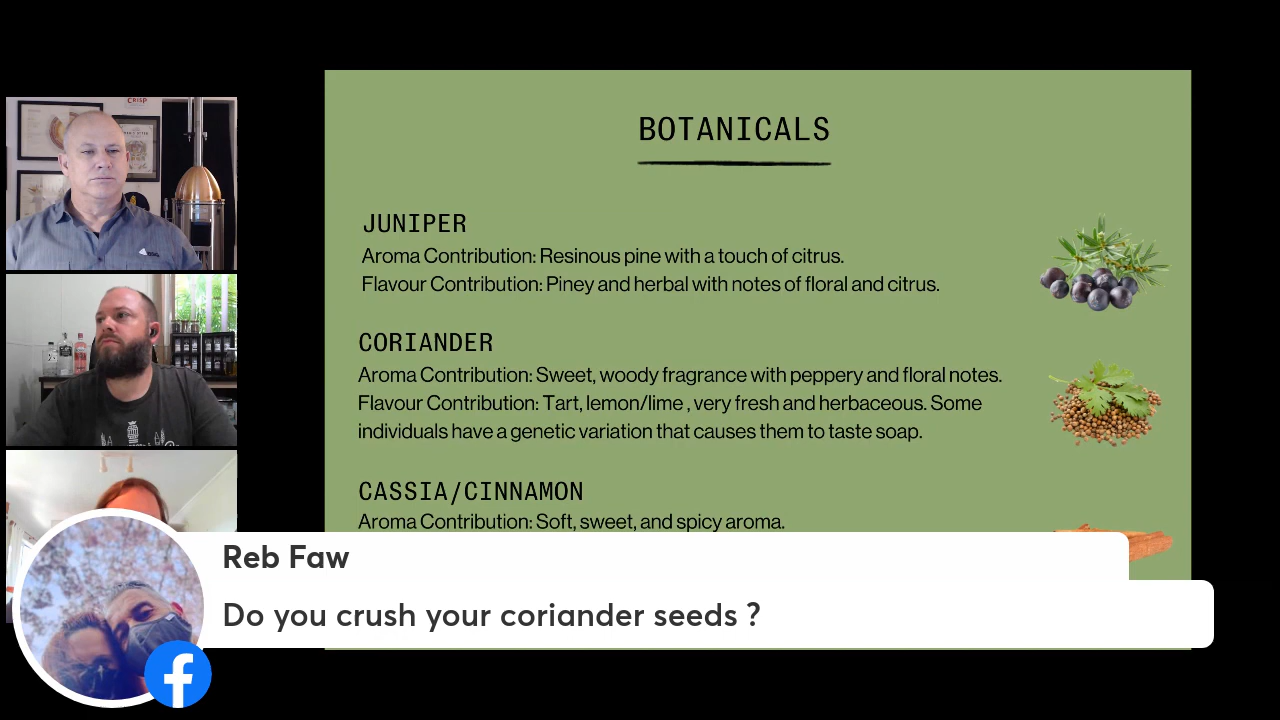 CRISP
BOTANICALS
JUNIPER
Aroma Contribution: Resinous pine with a touch of citrus.
Flavour Contribution: Piney and herbal with notes of floral and citrus.
CORIANDER
Aroma Contribution: Sweet, woody fragrance with peppery and floral notes.
Flavour Contribution: Tart, lemon/lime , very fresh and herbaceous. Some
individuals have a genetic variation that causes them to taste soap.
CASSIA/CINNAMON
Aroma Contribution: Soft, sweet, and spicy aroma.
Reb Faw
Do you crush your coriander seeds ?